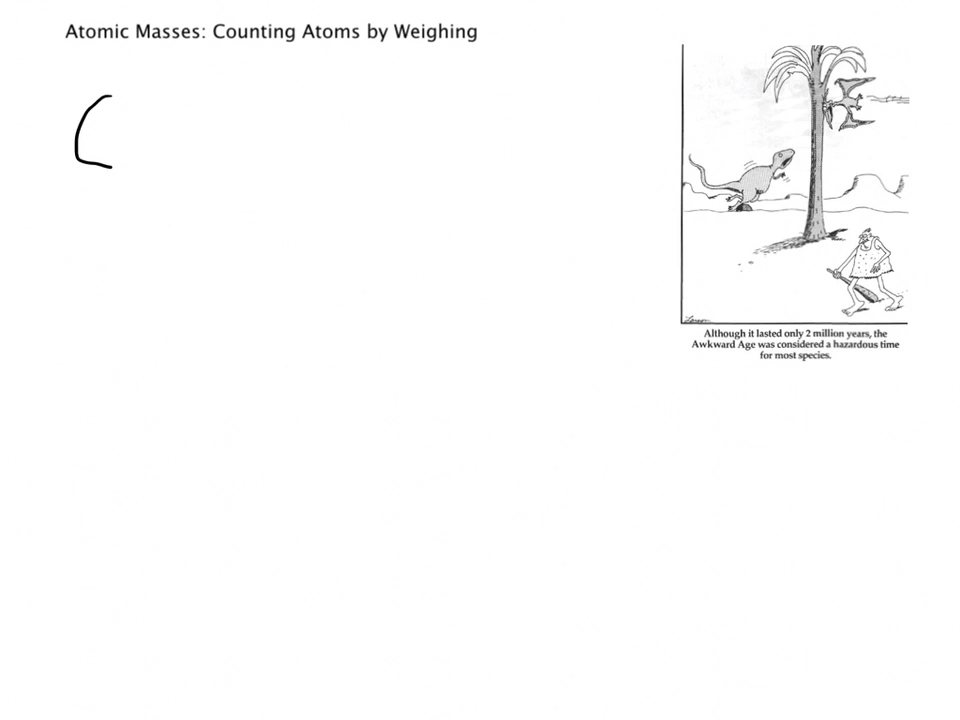 Atomic Masses: Counting Atoms by Weighing
C
Larson
Although it lasted only 2 million years, the
Awkward Age was considered a hazardous time
for most species.